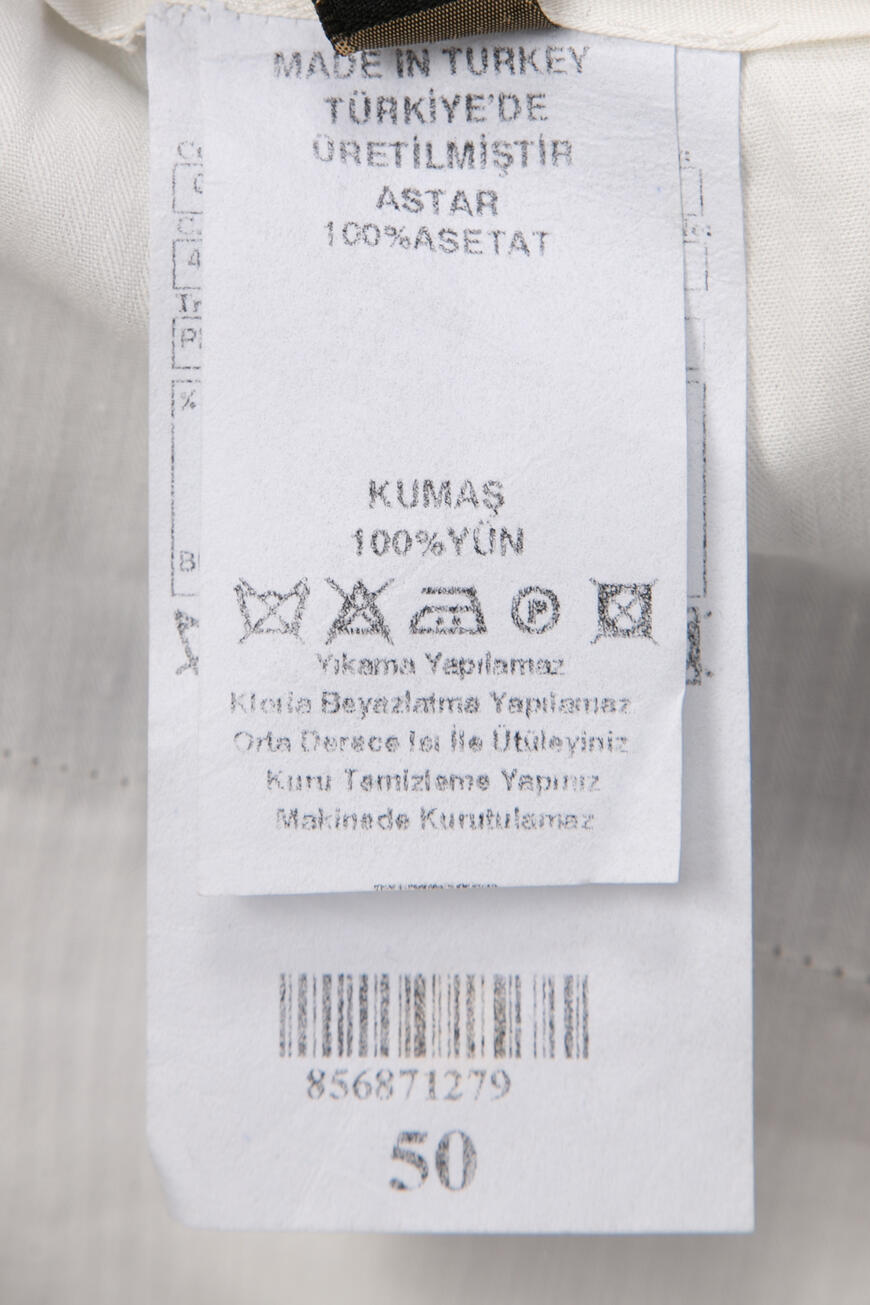 MADE IN TURKEY
TÜRKİYE'DE
ÜRETİLMİŞTİR
ASTAR
100%ASETAT
KUMAŞ
100%YÜN
P
Yıkama Yapılamaz
Klorla Beyazlatma Yapılamaz
Orta Derece Isı İle Ütüleyiniz
Kuru Temizleme Yapınız
Makinede Kurutulamaz
856871279
50